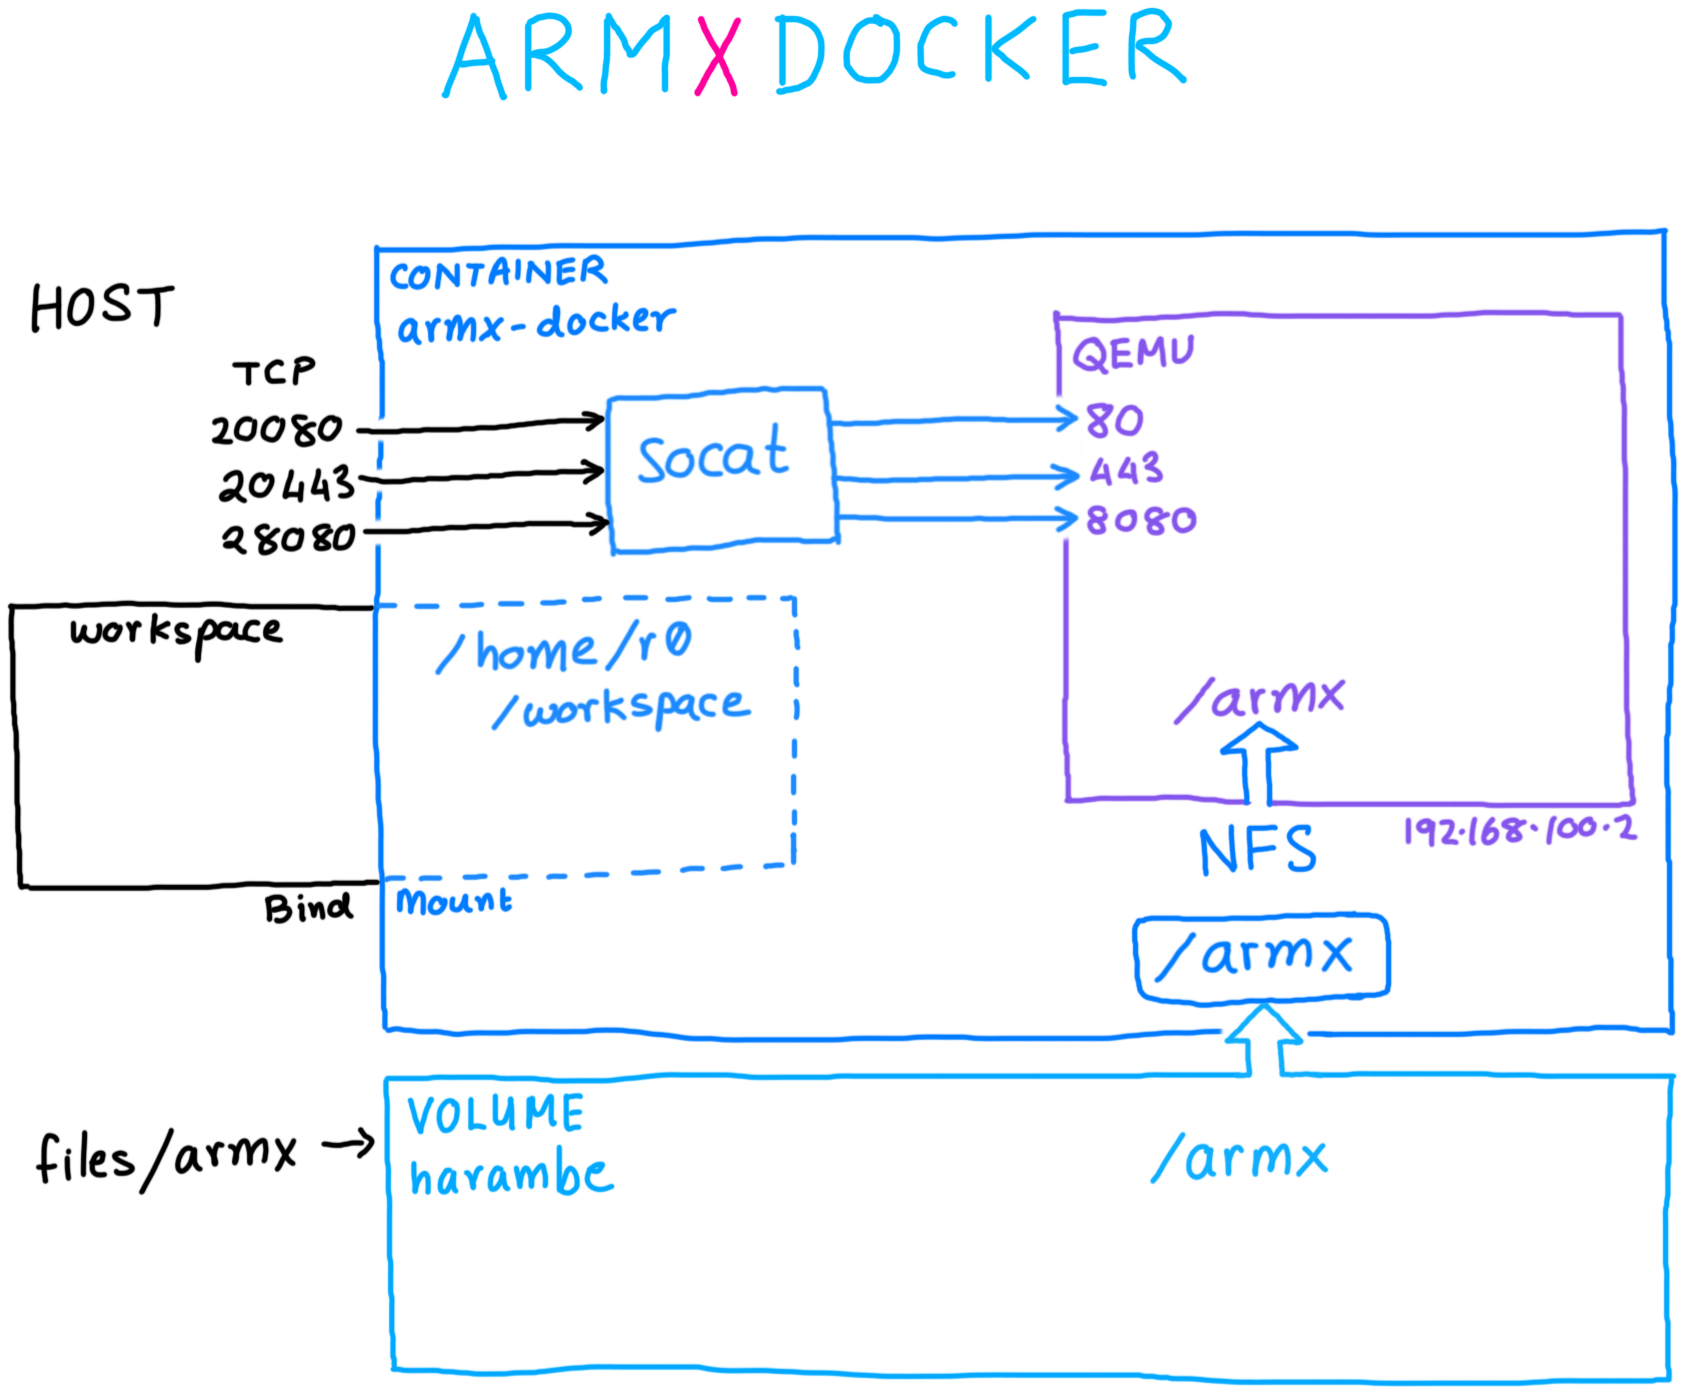 ARMXDOCKER
HOST
CONTAINER
armx-docker
TCP
20080
20443
28080
socat
QEMU
80
443
8080
workspace
/home/r0
/workspace
Bind
Mount
/armx
NFS
192.168.100.2
/armx
files/armx →
VOLUME
harambe
/armx